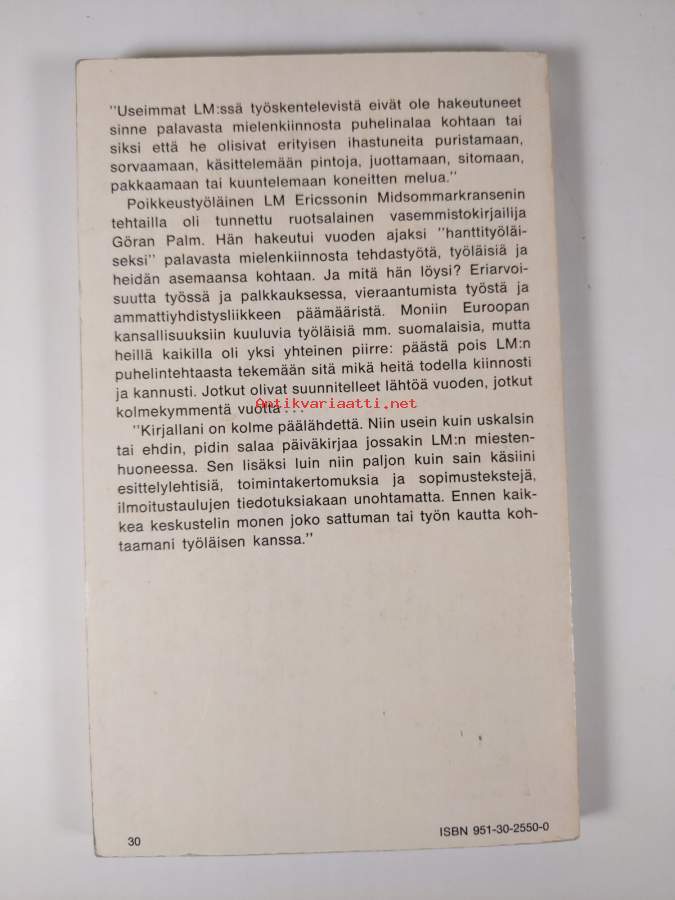 "Useimmat LM:ssä työskentelevistä eivät ole hakeutuneet
sinne palavasta mielenkiinnosta puhelinalaa kohtaan tai
siksi että he olisivat erityisen ihastuneita puristamaan,
sorvaamaan, käsittelemään pintoja, juottamaan, sitomaan,
pakkaamaan tai kuuntelemaan koneitten melua."
Poikkeustyöläinen LM Ericssonin Midsommarkransenin
tehtailla oli tunnettu ruotsalainen vasemmistokirjailija
Göran Palm. Hän hakeutui vuoden ajaksi "hanttityöläi-
seksi" palavasta mielenkiinnosta tehdastyötä, työläisiä ja
heidän asemaansa kohtaan. Ja mitä hän löysi? Eriarvoi-
suutta työssä ja palkkauksessa, vieraantumista työstä ja
ammattiyhdistysliikkeen päämääristä. Moniin Euroopan
kansallisuuksiin kuuluvia työläisiä mm. suomalaisia, mutta
heillä kaikilla oli yksi yhteinen piirre: päästä pois LM:n
puhelintehtaasta tekemään sitä mikä heitä todella kiinnosti
ja kannusti. Jotkut olivat suunnitelleet lähtöä vuoden, jotkut
kolmekymmentä vuotta...
Antikvariaatti.net
"Kirjallani on kolme päälähdettä. Niin usein kuin uskalsin
tai ehdin, pidin salaa päiväkirjaa jossakin LM:n miesten-
huoneessa. Sen lisäksi luin niin paljon kuin sain käsiini
esittelylehtisiä, toimintakertomuksia ja sopimustekstejä,
ilmoitustaulujen tiedotuksiakaan unohtamatta. Ennen kaik-
kea keskustelin monen joko sattuman tai työn kautta koh-
taamani työläisen kanssa."
30
ISBN 951-30-2550-0